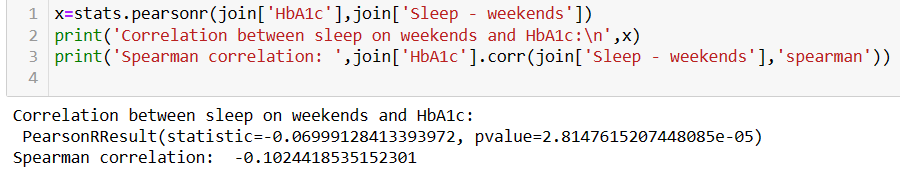 1 x=stats.pearsonr(join['HbA1c'],join['Sleep - weekends'])
2 print('Correlation between sleep on weekends and HbA1c:\n',x)
3 print('Spearman correlation: ',join['HbA1c'].corr(join['Sleep - weekends'],'spearman'))
4
Correlation between sleep on weekends and HbA1c:
PearsonRResult(statistic=-0.06999128413393972, pvalue=2.8147615207448085e-05)
Spearman correlation:  -0.1024418535152301